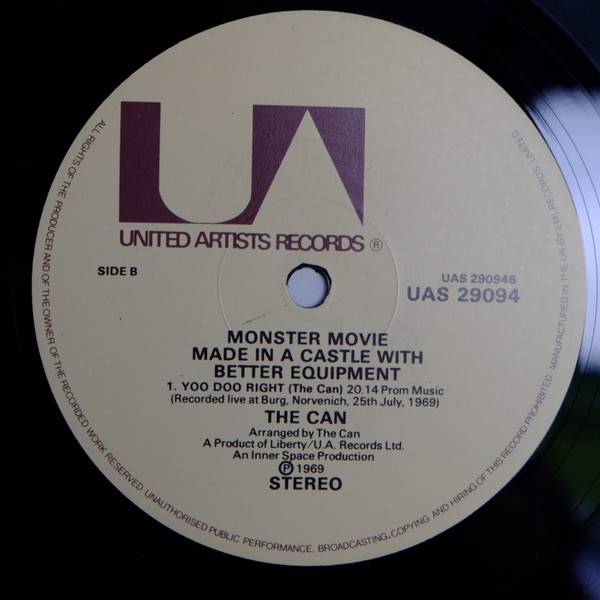 UA
UNITED ARTISTS RECORDS ®
SIDE B
UAS 29094B
UAS 29094
MONSTER MOVIE
MADE IN A CASTLE WITH
BETTER EQUIPMENT
1. YOO DOO RIGHT (The Can) 20.14 Prom Music
(Recorded live at Burg, Norvenich, 25th July, 1969)
THE CAN
Arranged by The Can
A Product of Liberty/U.A. Records Ltd.
An Inner Space Production
℗ 1969
STEREO
ALL RIGHTS OF THE PRODUCER AND OF THE OWNER OF THE RECORDED WORK RESERVED UNAUTHORISED PUBLIC PERFORMANCE, BROADCASTING, COPYING AND HIRING OF THIS RECORD PROHIBITED MANUFACTURED IN THE UK BY EMI RECORDS LIMITED